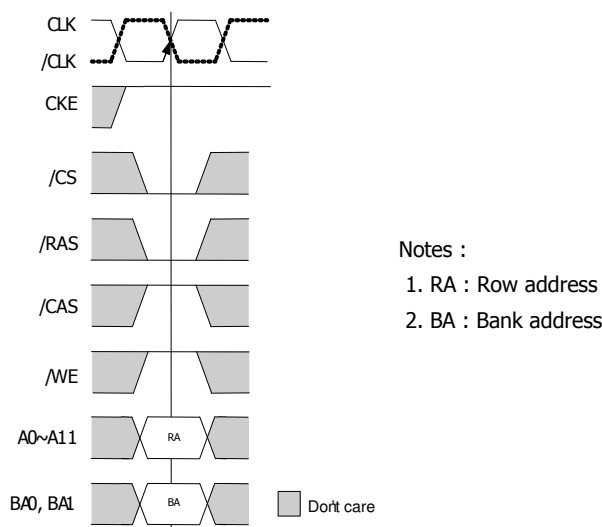 CLK
/CLK
CKE
/CS
/RAS
/CAS
/WE
A0~A11
RA
BA0, BA1
BA
Don't care
Notes :
1. RA : Row address
2. BA : Bank address